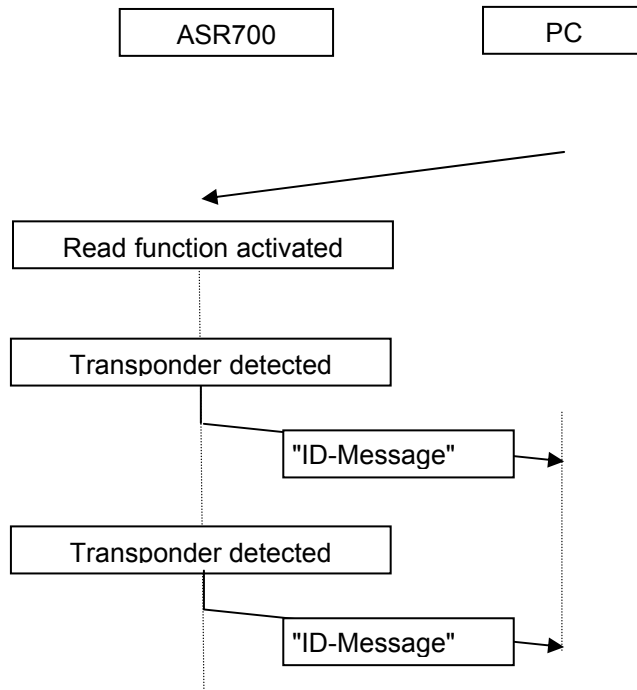 ASR700
PC
Read function activated
Transponder detected
"ID-Message"
Transponder detected
"ID-Message"